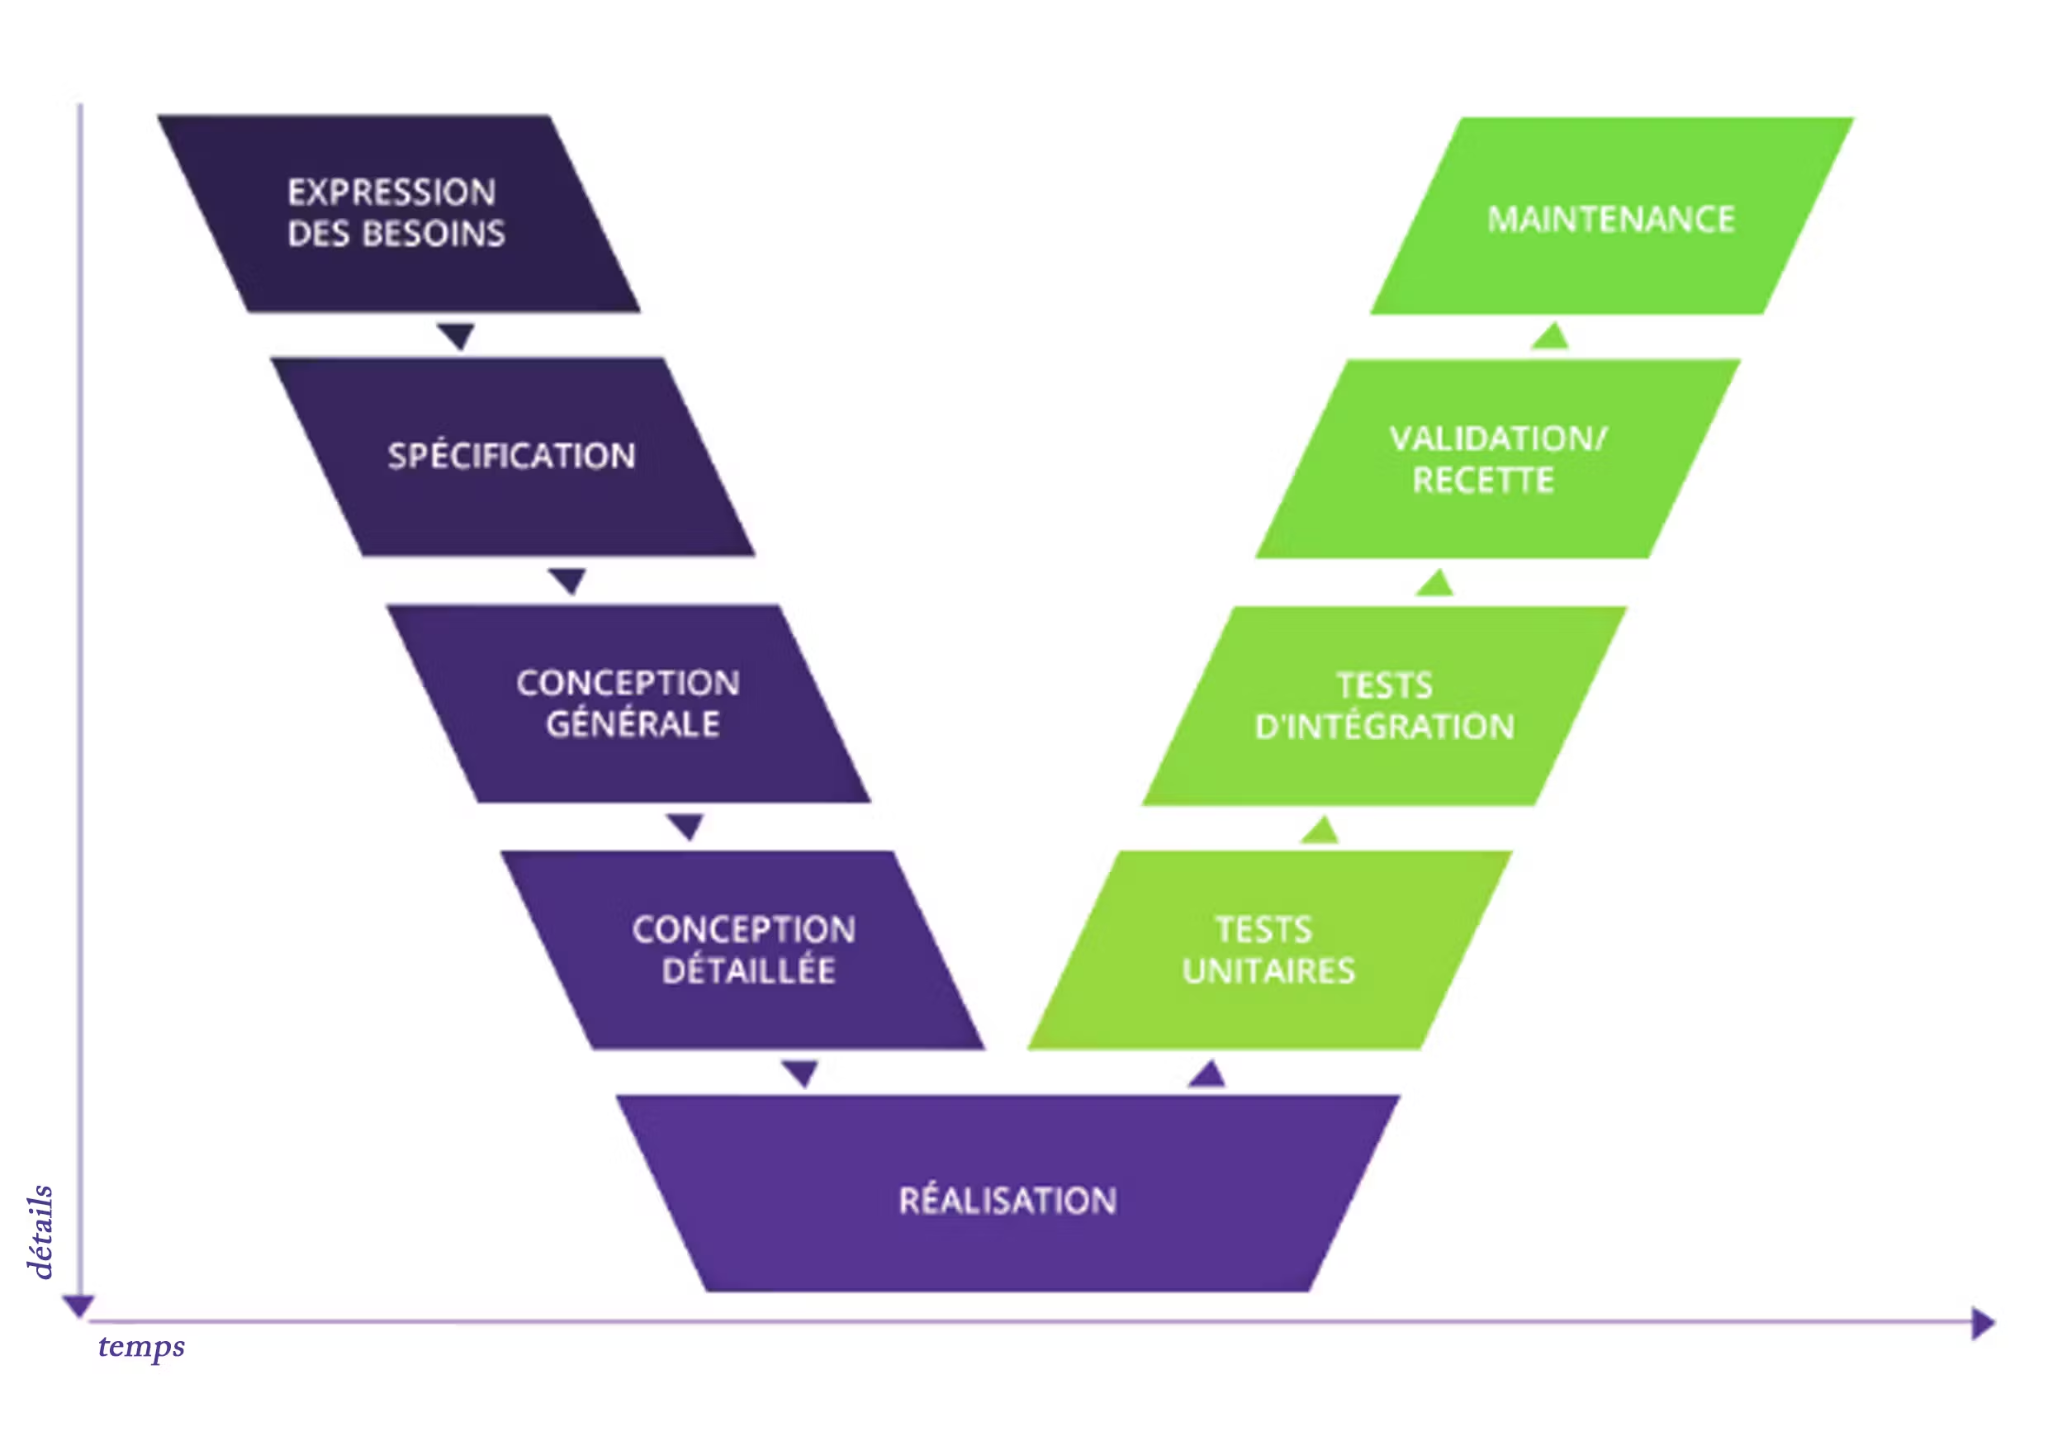 EXPRESSION
DES BESOINS
SPÉCIFICATION
CONCEPTION
GÉNÉRALE
CONCEPTION
DÉTAILLÉE
RÉALISATION
TESTS
UNITAIRES
TESTS
D'INTÉGRATION
VALIDATION/
RECETTE
MAINTENANCE
détails
temps